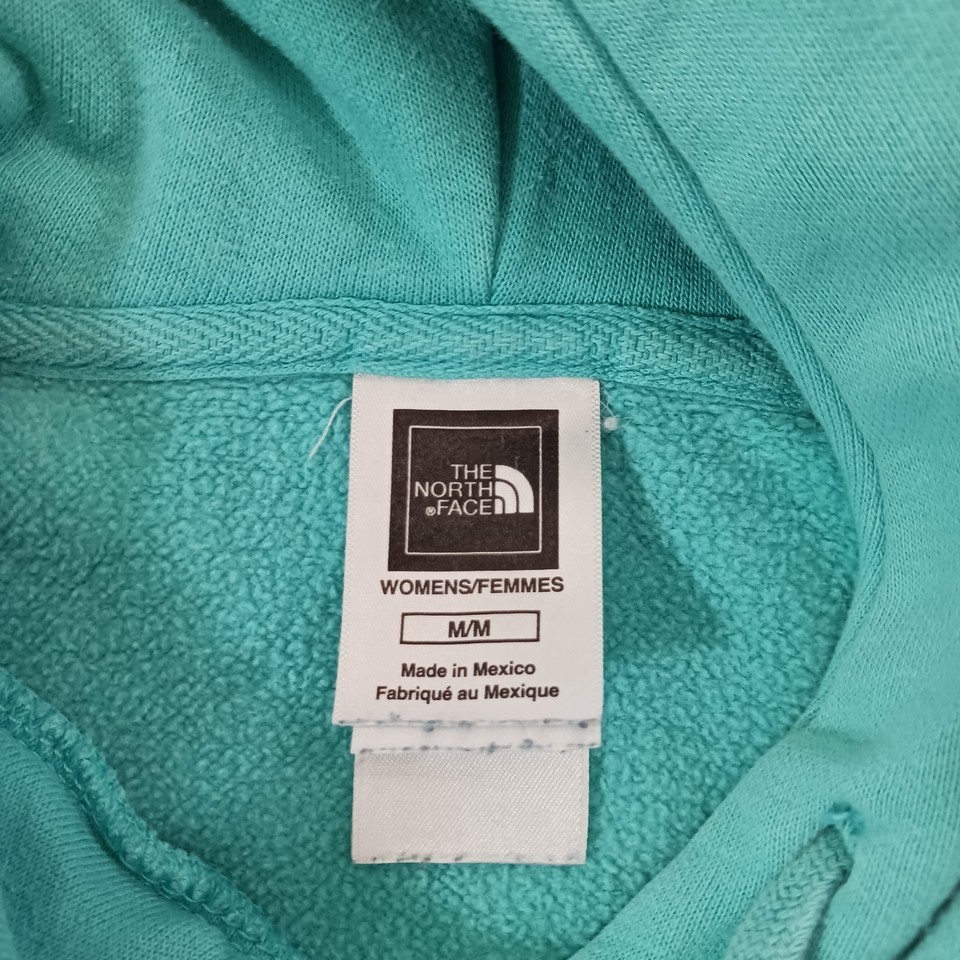 THE
NORTH
®FACE
WOMENS/FEMMES
M/M
Made in Mexico
Fabriqué au Mexique